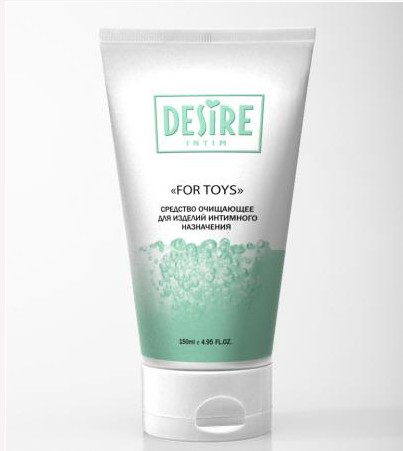 DESIRE
INTIM
«FOR TOYS»
СРЕДСТВО ОЧИЩАЮЩЕЕ
ДЛЯ ИЗДЕЛИЙ ИНТИМНОГО
НАЗНАЧЕНИЯ
150ml e 4.95 FL.OZ.